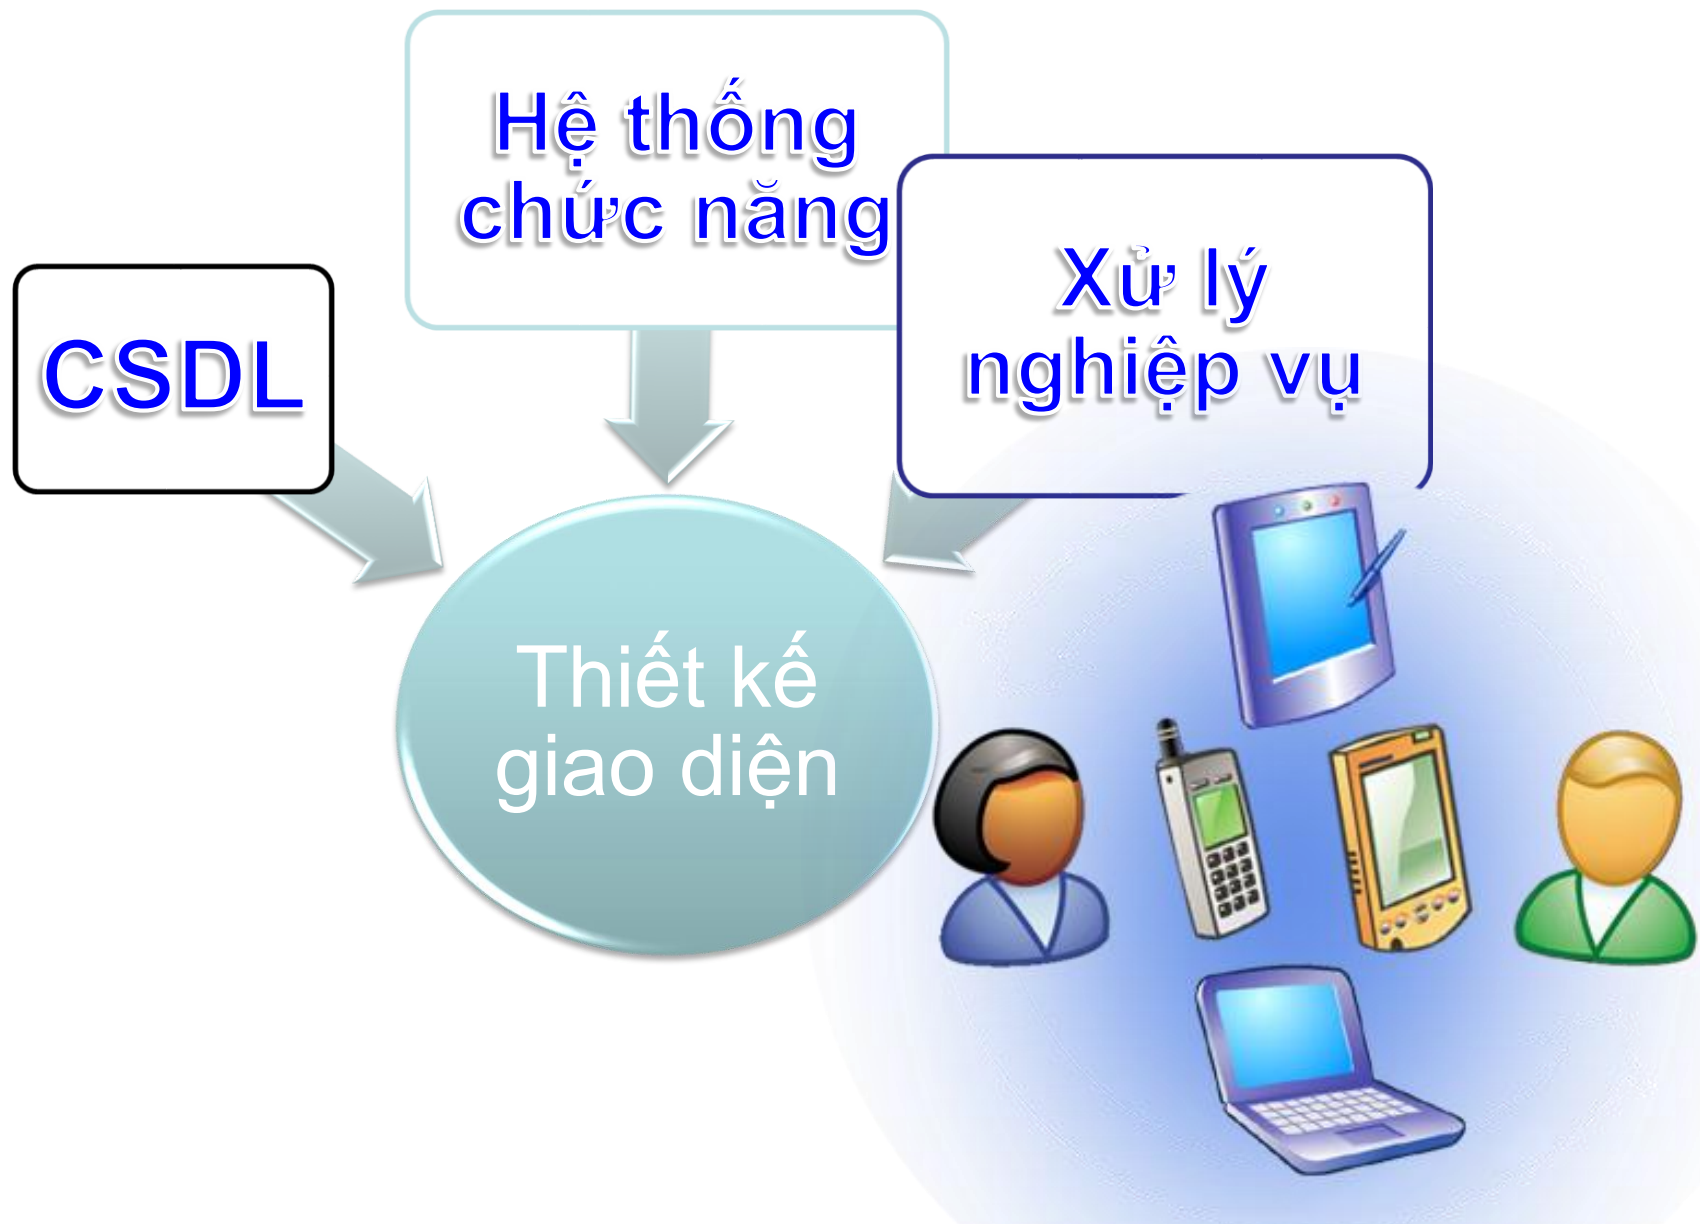 Hệ thống
chức năng
Xử lý
nghiệp vụ
CSDL
Thiết kế
giao diện